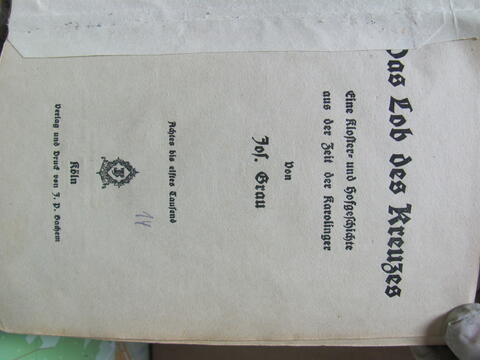 Das Lob des Kreuzes
Eine Kloster- und Hofgeschichte
aus der Zeit der Karolinger
Von
Jos. Grau
Achtes bis elftes Tausend
14
Köln
Verlag und Druck von J. P. Bachem